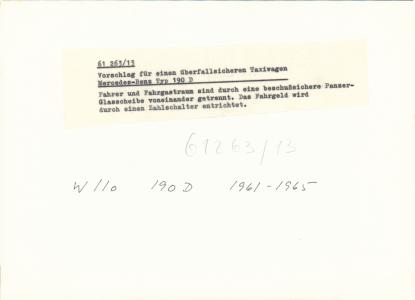 61 263/13
Vorschlag für einen überfallsicheren Taxiwagen
Mercedes-Benz Typ 190 D
Fahrer und Fahrgastraum sind durch eine beschußsichere Panzer-
Glasscheibe voneinander getrennt. Das Fahrgeld wird
durch einen Zahlschalter entrichtet.
61263/13
W 110 190 D 1961-1965